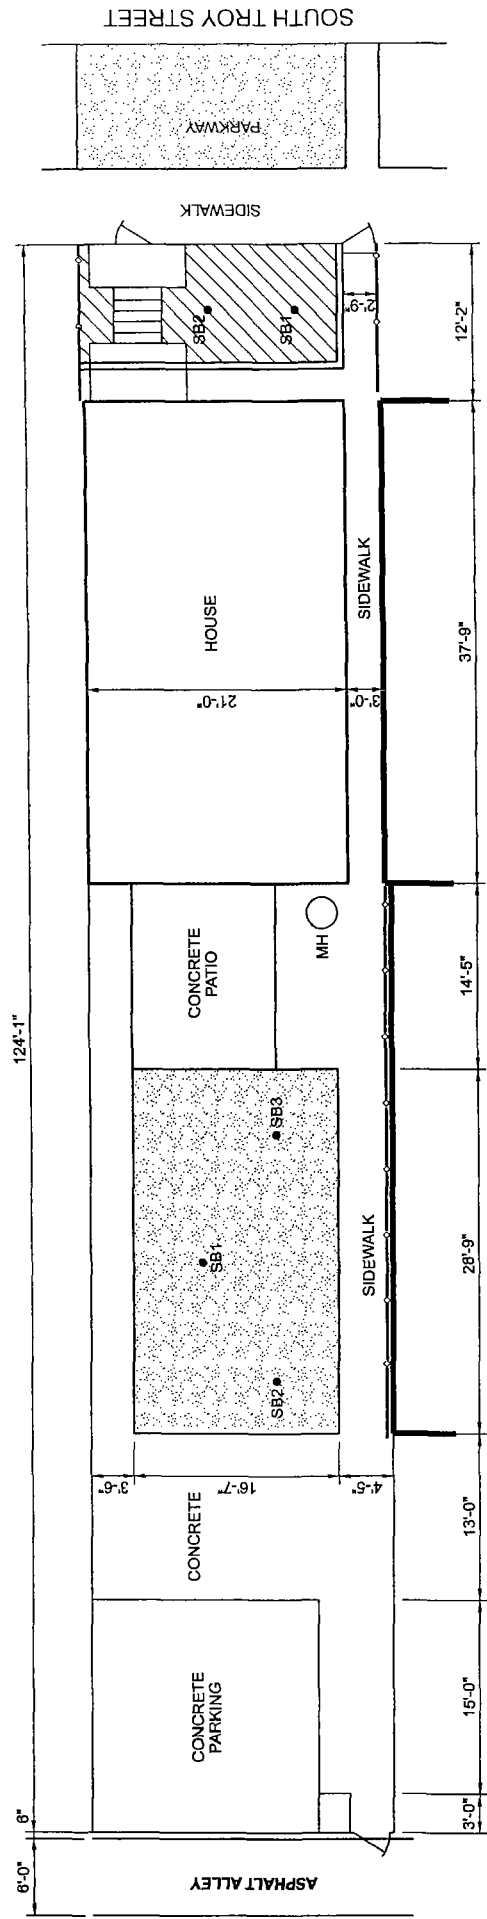 SOUTH TROY STREET
PARKWAY
SIDEWALK
SB2
SB1
2'-9"
12'-2"
124'-1"
HOUSE
21'-0"
SIDEWALK
3'-0"
37'-9"
CONCRETE
PATIO
MH
14'-5"
SB3
SB1
SB2
SIDEWALK
28'-9"
3'-6"
16'-7"
4'-5"
CONCRETE
13'-0"
CONCRETE
PARKING
15'-0"
3'-0"
6"
6'-0"
ASPHALT ALLEY